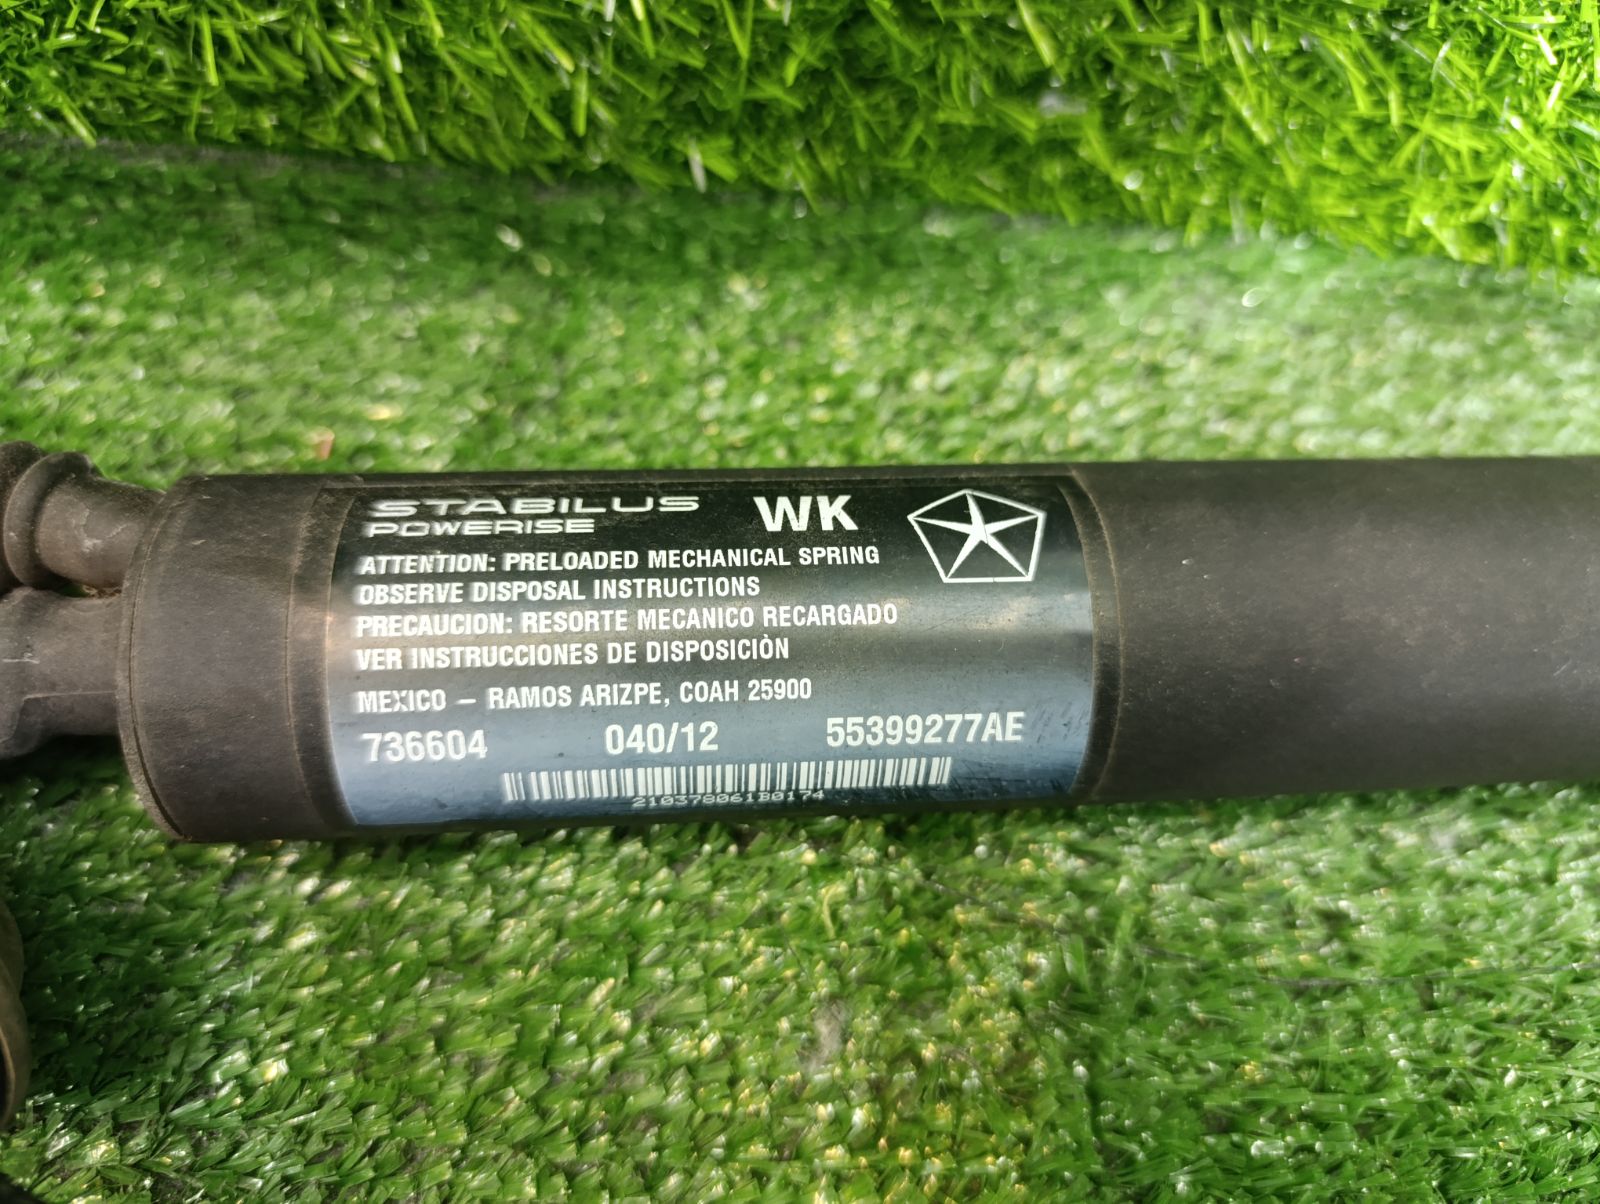 STABILUS WK
POWERISE
ATTENTION: PRELOADED MECHANICAL SPRING
OBSERVE DISPOSAL INSTRUCTIONS
PRECAUCION: RESORTE MECANICO RECARGADO
VER INSTRUCCIONES DE DISPOSICIÒN
MEXICO – RAMOS ARIZPE, COAH 25900
736604 040/12 55399277AE
210378061B0174